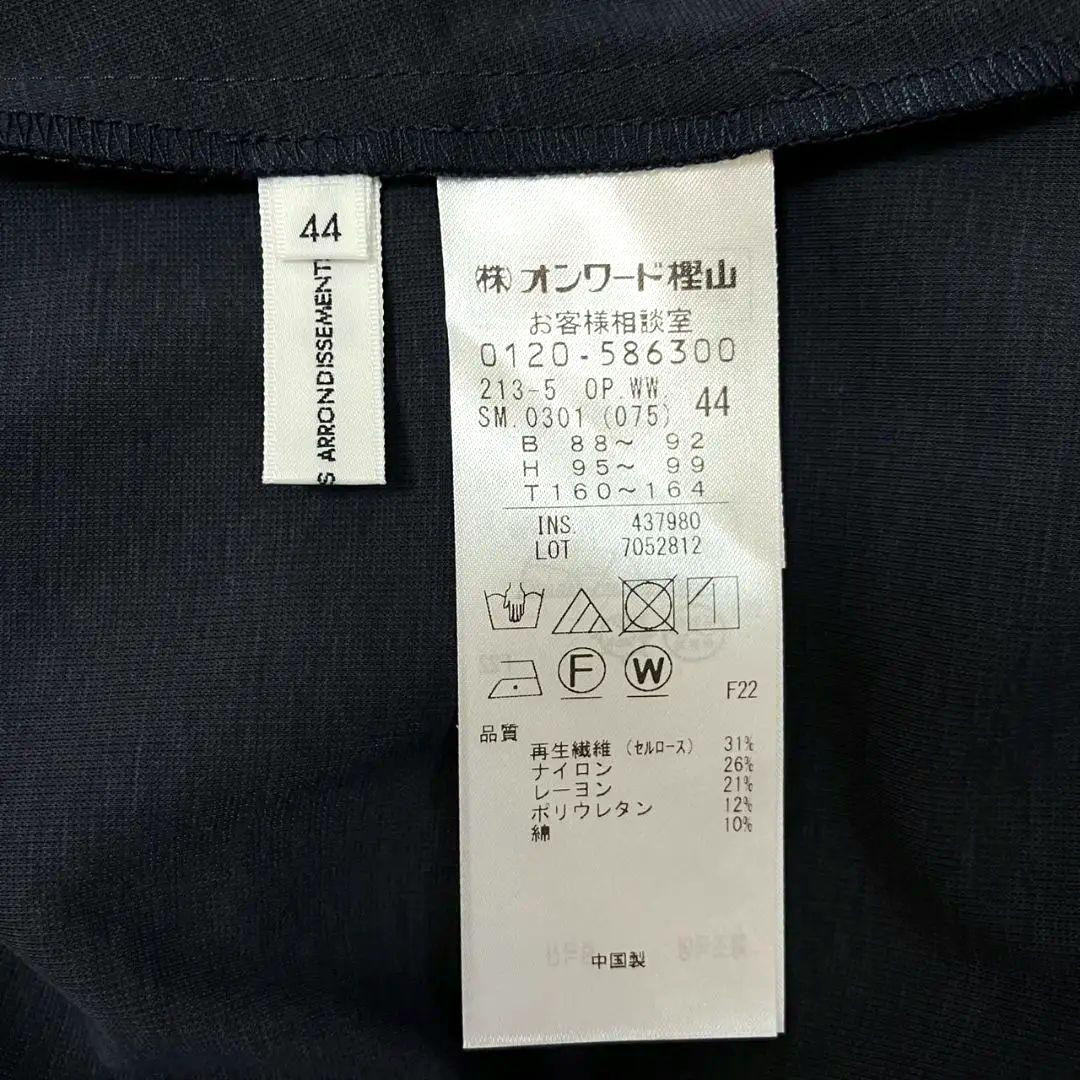 44
S ARRONDISSEMENT
㈱オンワード樫山
お客様相談室
0120-586300
213-5 OP.WW.
SM.0301(075) 44
B 88～ 92
H 95～ 99
T160～164
INS. 437980
LOT 7052812
F W
F22
品質
再生繊維(セルロース) 31%
ナイロン 26%
レーヨン 21%
ポリウレタン 12%
綿 10%
中国製